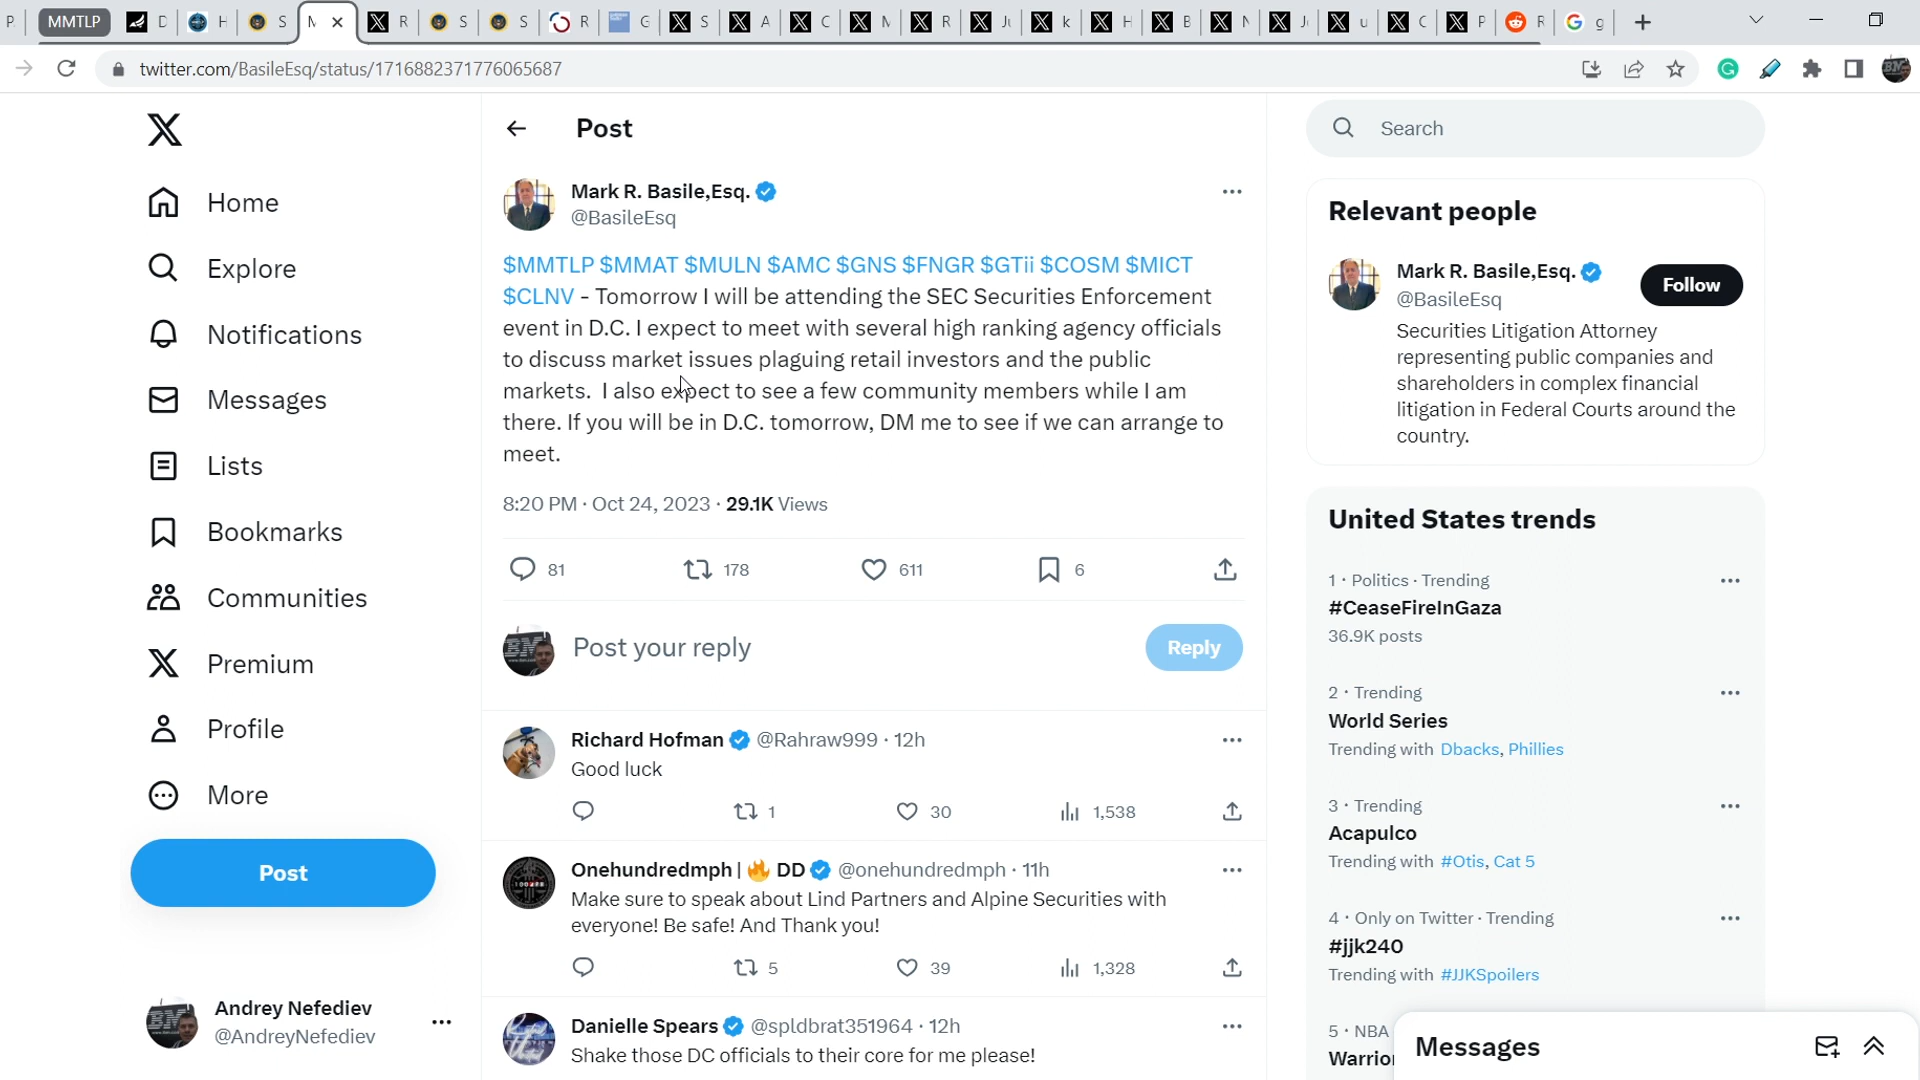 MMTLP
twitter.com/BasileEsq/status/1716882371776065687
Home
Explore
Notifications
Messages
Lists
Bookmarks
Communities
Premium
Profile
More
Post
Andrey Nefediev
@AndreyNefediev
Post
Mark R. Basile,Esq.
@BasileEsq
$MMTLP $MMAT $MULN $AMC $GNS $FNGR $GTii $COSM $MICT
$CLNV - Tomorrow I will be attending the SEC Securities Enforcement
event in D.C. I expect to meet with several high ranking agency officials
to discuss market issues plaguing retail investors and the public
markets. I also expect to see a few community members while I am
there. If you will be in D.C. tomorrow, DM me to see if we can arrange to
meet.
8:20 PM · Oct 24, 2023 · 29.1K Views
81 178 611 6
Post your reply
Reply
Richard Hofman @Rahraw999 · 12h
Good luck
1 30 1,538
Onehundredmph | 🔥 DD @onehundredmph · 11h
Make sure to speak about Lind Partners and Alpine Securities with
everyone! Be safe! And Thank you!
5 39 1,328
Danielle Spears @spldbrat351964 · 12h
Shake those DC officials to their core for me please!
Search
Relevant people
Mark R. Basile,Esq.
@BasileEsq
Follow
Securities Litigation Attorney
representing public companies and
shareholders in complex financial
litigation in Federal Courts around the
country.
United States trends
1 · Politics · Trending
#CeaseFireInGaza
36.9K posts
2 · Trending
World Series
Trending with Dbacks, Phillies
3 · Trending
Acapulco
Trending with #Otis, Cat 5
4 · Only on Twitter · Trending
#jjk240
Trending with #JJKSpoilers
5 · NBA
Warrior
Messages